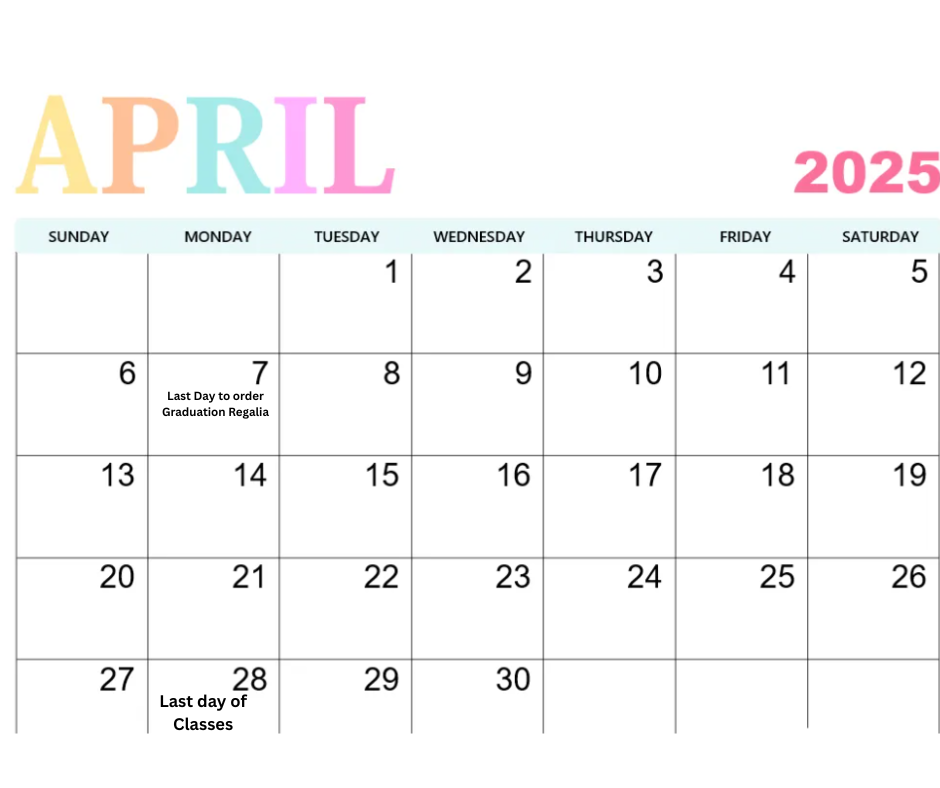 APRIL
2025
SUNDAY MONDAY TUESDAY WEDNESDAY THURSDAY FRIDAY SATURDAY
1 2 3 4 5
6 7 8 9 10 11 12
Last Day to order
Graduation Regalia
13 14 15 16 17 18 19
20 21 22 23 24 25 26
27 28 29 30
Last day of
Classes